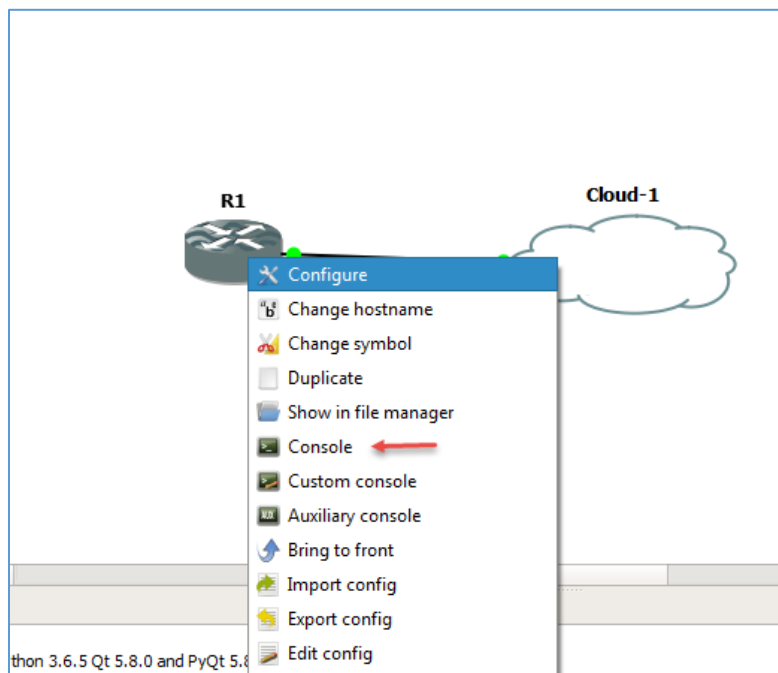 R1
Cloud-1
Configure
Change hostname
Change symbol
Duplicate
Show in file manager
Console
Custom console
Auxiliary console
Bring to front
Import config
Export config
Edit config
thon 3.6.5 Qt 5.8.0 and PyQt 5.8